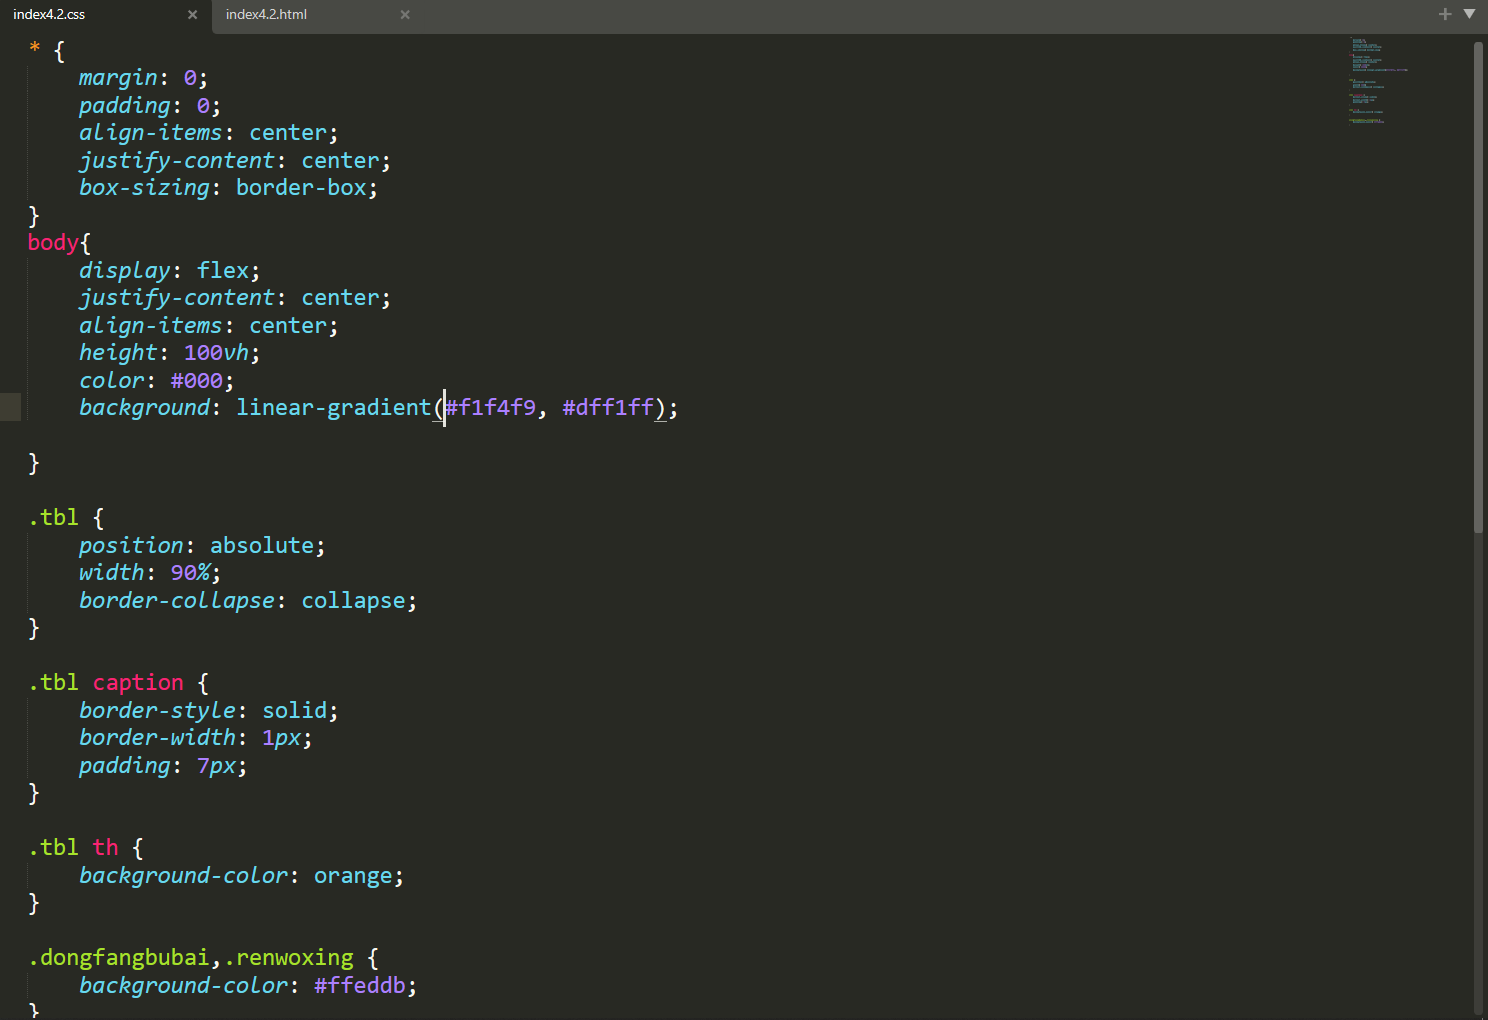 index4.2.css × index4.2.html × + ▼
* {
    margin: 0;
    padding: 0;
    align-items: center;
    justify-content: center;
    box-sizing: border-box;
}
body{
    display: flex;
    justify-content: center;
    align-items: center;
    height: 100vh;
    color: #000;
    background: linear-gradient(#f1f4f9, #dff1ff);

}

.tbl {
    position: absolute;
    width: 90%;
    border-collapse: collapse;
}

.tbl caption {
    border-style: solid;
    border-width: 1px;
    padding: 7px;
}

.tbl th {
    background-color: orange;
}

.dongfangbubai,.renwoxing {
    background-color: #ffeddb;
}